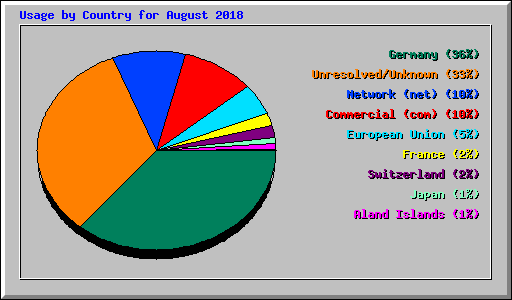 Usage by Country for August 2018
Germany (36%)
Unresolved/Unknown (33%)
Network (net) (10%)
Commercial (com) (10%)
European Union (5%)
France (2%)
Switzerland (2%)
Japan (1%)
Aland Islands (1%)